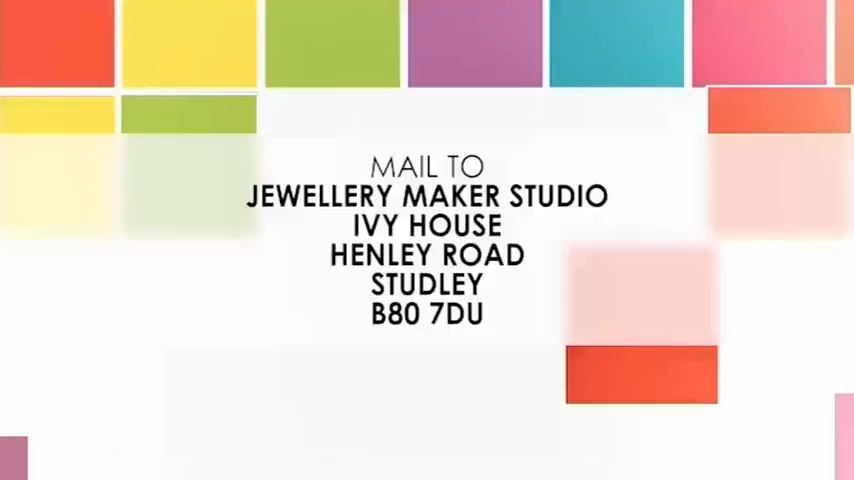 MAIL TO
JEWELLERY MAKER STUDIO
IVY HOUSE
HENLEY ROAD
STUDLEY
B80 7DU